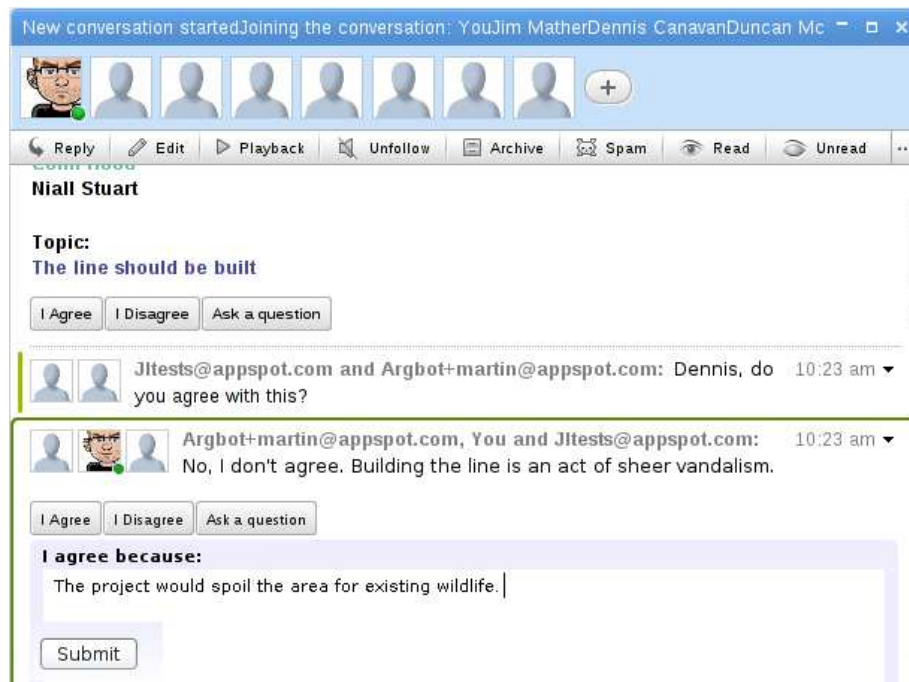 New conversation startedJoining the conversation: YouJim MatherDennis CanavanDuncan Mc
Reply Edit Playback Unfollow Archive Spam Read Unread ..
Niall Stuart
Topic:
The line should be built
I Agree I Disagree Ask a question
JItests@appspot.com and Argbot+martin@appspot.com: Dennis, do 10:23 am
you agree with this?
Argbot+martin@appspot.com, You and JItests@appspot.com: 10:23 am
No, I don't agree. Building the line is an act of sheer vandalism.
I Agree I Disagree Ask a question
I agree because:
The project would spoil the area for existing wildlife.
Submit